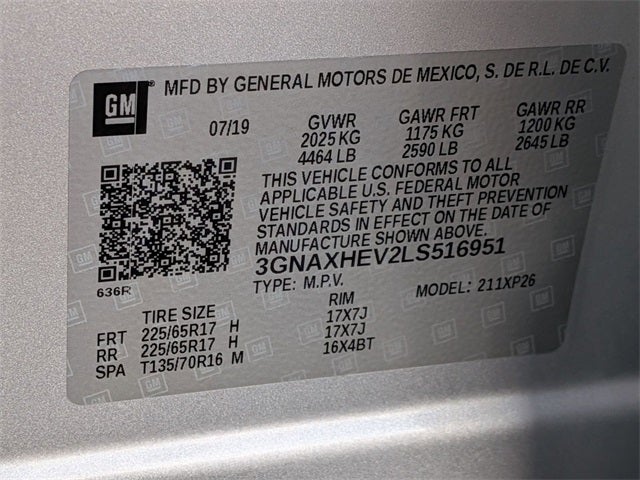 GM ® MFD BY GENERAL MOTORS DE MEXICO, S. DE R.L. DE C.V.
07/19 GVWR GAWR FRT GAWR RR
2025 KG 1175 KG 1200 KG
4464 LB 2590 LB 2645 LB
THIS VEHICLE CONFORMS TO ALL
APPLICABLE U.S. FEDERAL MOTOR
VEHICLE SAFETY AND THEFT PREVENTION
STANDARDS IN EFFECT ON THE DATE OF
MANUFACTURE SHOWN ABOVE.
3GNAXHEV2LS516951
636R TYPE: M.P.V. MODEL: 211XP26
TIRE SIZE RIM
FRT 225/65R17 H 17X7J
RR 225/65R17 H 17X7J
SPA T135/70R16 M 16X4BT